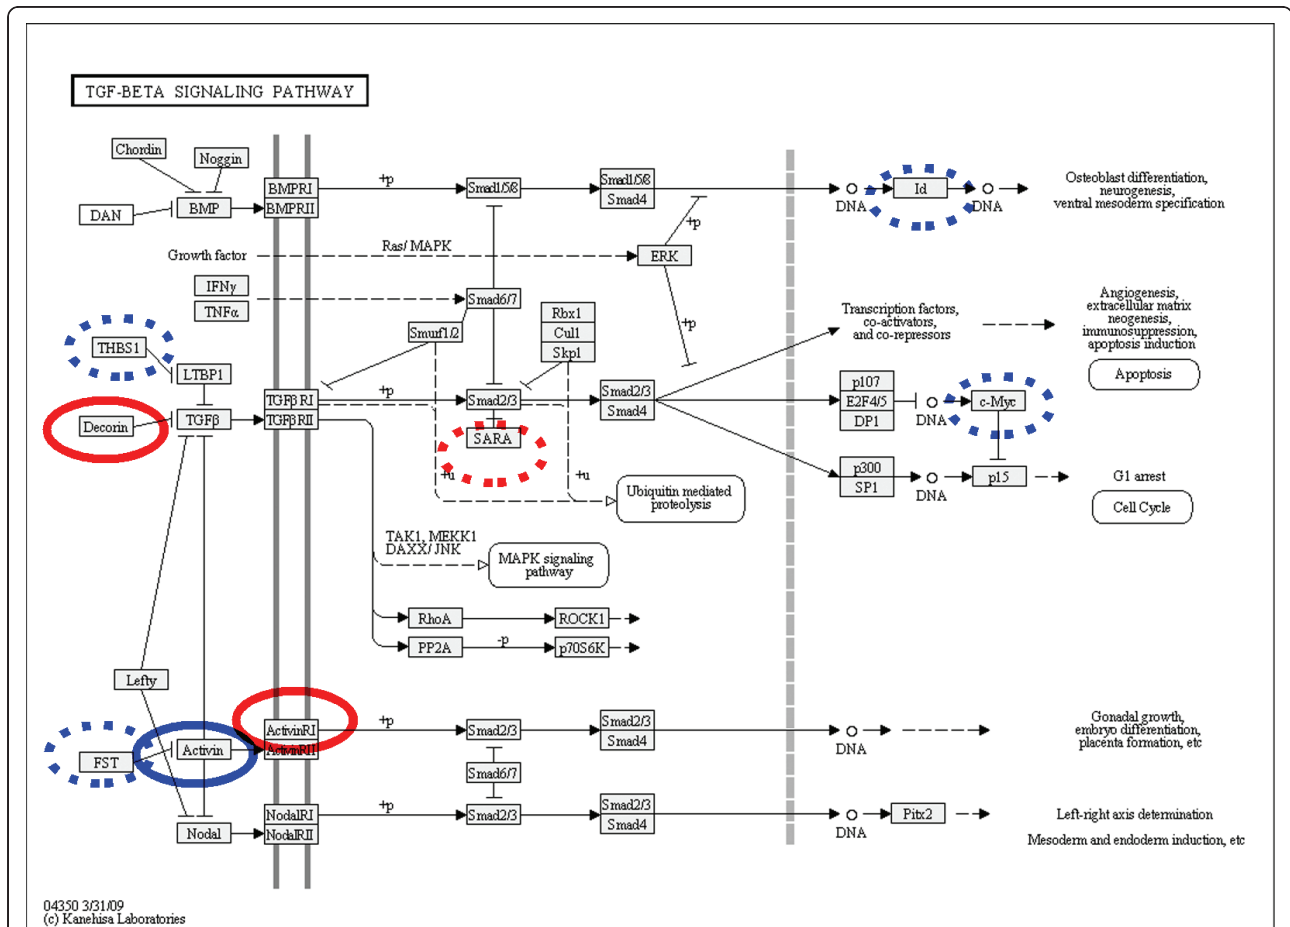 TGF-BETA SIGNALING PATHWAY
Chordin
Noggin
DAN
BMP
BMPRI
BMPRII
+p
Smad1/5/8
Smad1/5/8
Smad4
DNA
Id
DNA
Osteoblast differentiation,
neurogenesis,
ventral mesoderm specification
Growth factor
Ras/MAPK
ERK
+p
+p
IFNγ
TNFα
Smad6/7
Smurf1/2
Rbx1
Cul1
Skp1
Transcription factors,
co-activators,
and co-repressors
Angiogenesis,
extracellular matrix
neogenesis,
immunosuppression,
apoptosis induction
Apoptosis
THBS1
LTBP1
Decorin
TGFβ
TGFβRI
TGFβRII
+p
Smad2/3
SARA
Smad2/3
Smad4
p107
E2F4/5
DP1
DNA
c-Myc
p300
SP1
DNA
p15
G1 arrest
Cell Cycle
+u
+u
Ubiquitin mediated
proteolysis
TAK1, MEKK1
DAXX/JNK
MAPK signaling
pathway
RhoA
ROCK1
PP2A
-p
p70S6K
Lefty
FST
Activin
ActivinRI
ActivinRII
+p
Smad2/3
Smad2/3
Smad4
DNA
Gonadal growth,
embryo differentiation,
placenta formation, etc
Smad6/7
Nodal
NodalRI
NodalRII
+p
Smad2/3
Smad2/3
Smad4
DNA
Pitx2
Left-right axis determination
Mesoderm and endoderm induction, etc
04350 3/31/09
(c) Kanehisa Laboratories